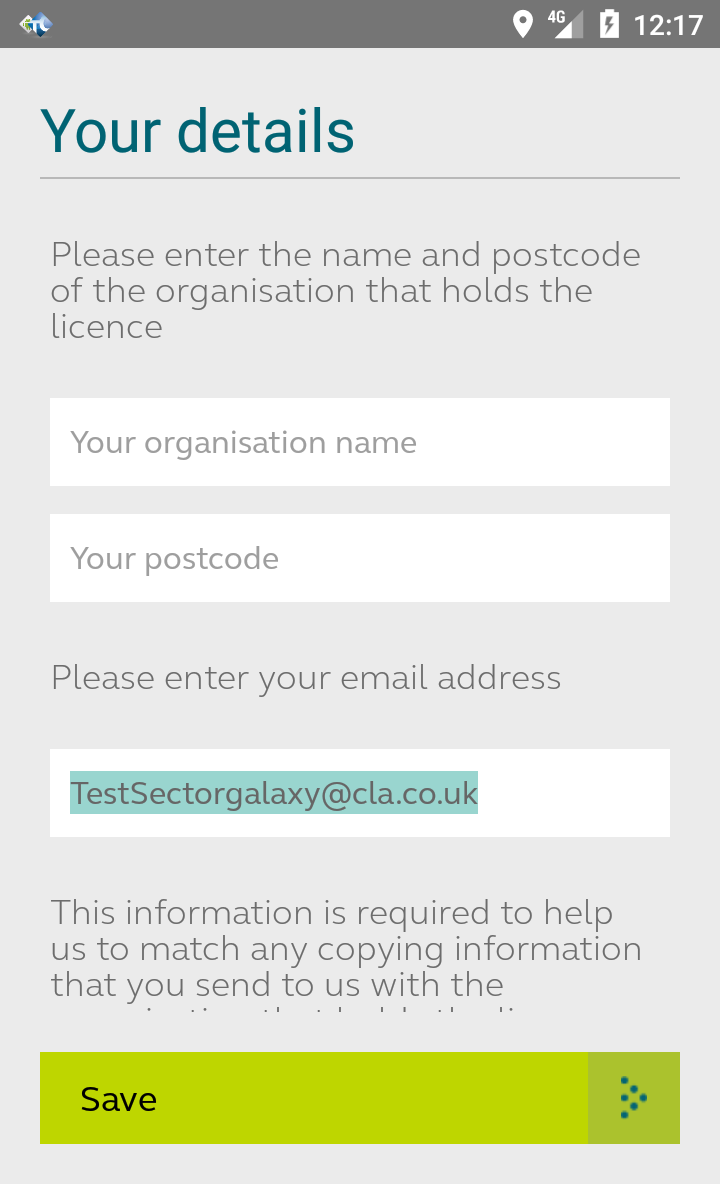 4G 12:17
Your details
Please enter the name and postcode
of the organisation that holds the
licence
Your organisation name
Your postcode
Please enter your email address
TestSectorgalaxy@cla.co.uk
This information is required to help
us to match any copying information
that you send to us with the
Save